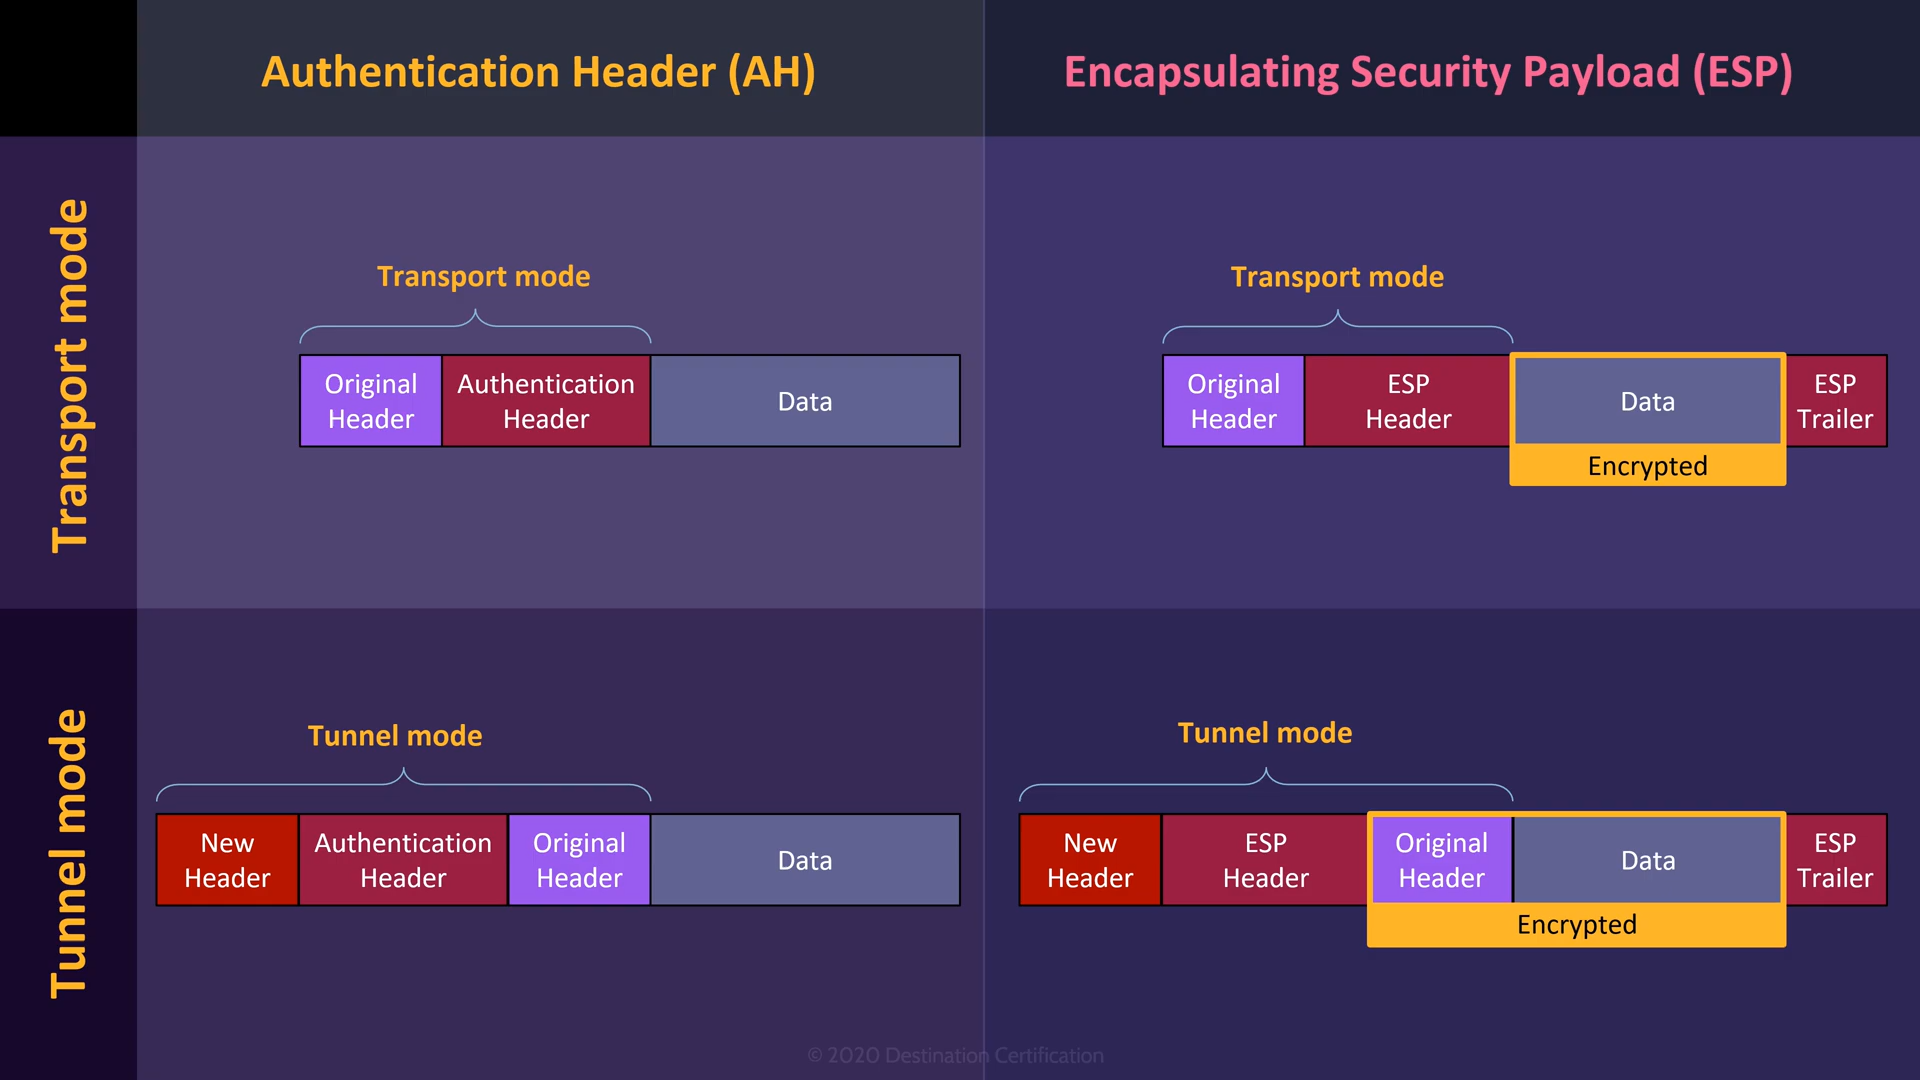 Authentication Header (AH)
Encapsulating Security Payload (ESP)
Transport mode
Transport mode
Original
Header
Authentication
Header
Data
Transport mode
Original
Header
ESP
Header
Data
ESP
Trailer
Encrypted
Tunnel mode
Tunnel mode
New
Header
Authentication
Header
Original
Header
Data
Tunnel mode
New
Header
ESP
Header
Original
Header
Data
ESP
Trailer
Encrypted
© 2020 Destination Certification